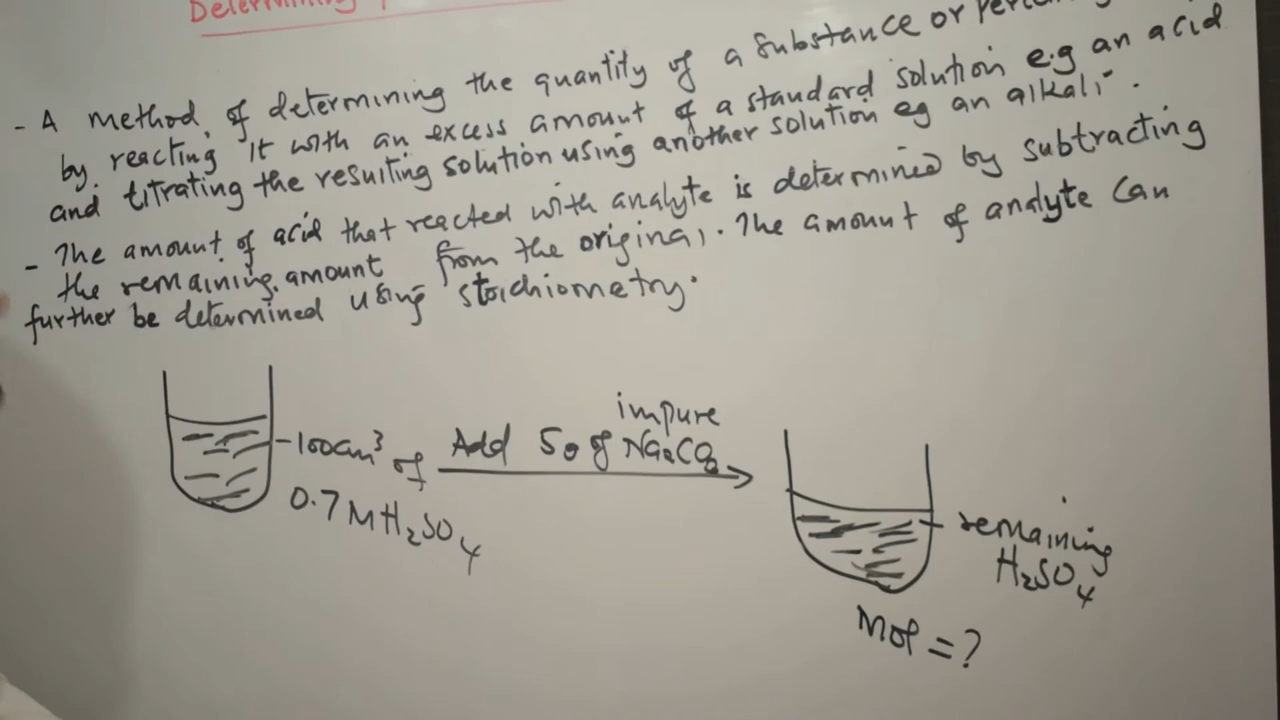 Determining
- A method of determining the quantity of a substance or
by reacting it with an excess amount of a standard solution e.g an acid
and titrating the resulting solution using another solution eg an alkali.
- The amount of acid that reacted with analyte is determined by subtracting
the remaining amount from the original. The amount of analyte can
further be determined using stoichiometry.
impure
Add 5g of Na2CO3
-100cm³ of
0.7M H2SO4
remaining
H2SO4
Mol = ?